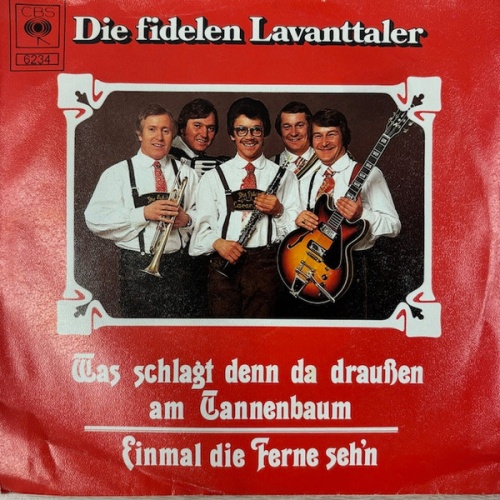 CBS
6234
Die fidelen Lavanttaler
Was schlagt denn da draußen
am Tannenbaum
Einmal die Ferne seh'n